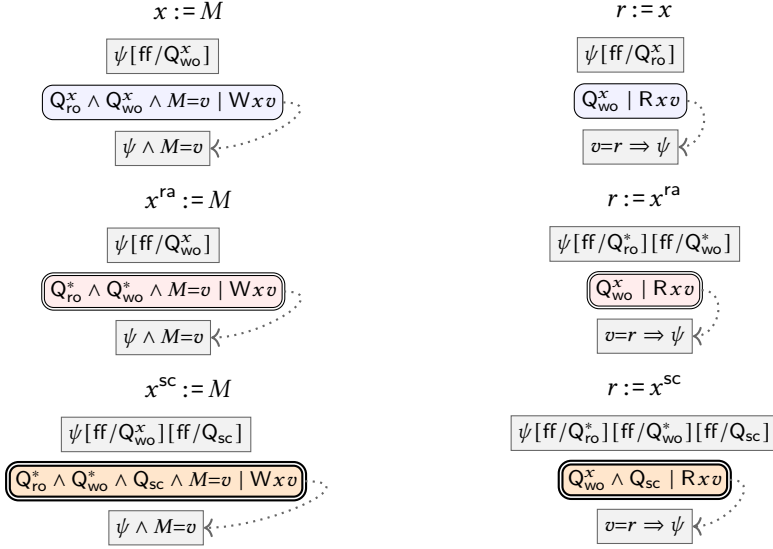 x := M
ψ[ff/Q^x_wo]
Q^x_ro ∧ Q^x_wo ∧ M=v | W x v
ψ ∧ M=v
r := x
ψ[ff/Q^x_ro]
Q^x_wo | R x v
v=r ⇒ ψ
x^ra := M
ψ[ff/Q^x_wo]
Q^*_ro ∧ Q^*_wo ∧ M=v | W x v
ψ ∧ M=v
r := x^ra
ψ[ff/Q^*_ro][ff/Q^*_wo]
Q^x_wo | R x v
v=r ⇒ ψ
x^sc := M
ψ[ff/Q^x_wo][ff/Q_sc]
Q^*_ro ∧ Q^*_wo ∧ Q_sc ∧ M=v | W x v
ψ ∧ M=v
r := x^sc
ψ[ff/Q^*_ro][ff/Q^*_wo][ff/Q_sc]
Q^x_wo ∧ Q_sc | R x v
v=r ⇒ ψ